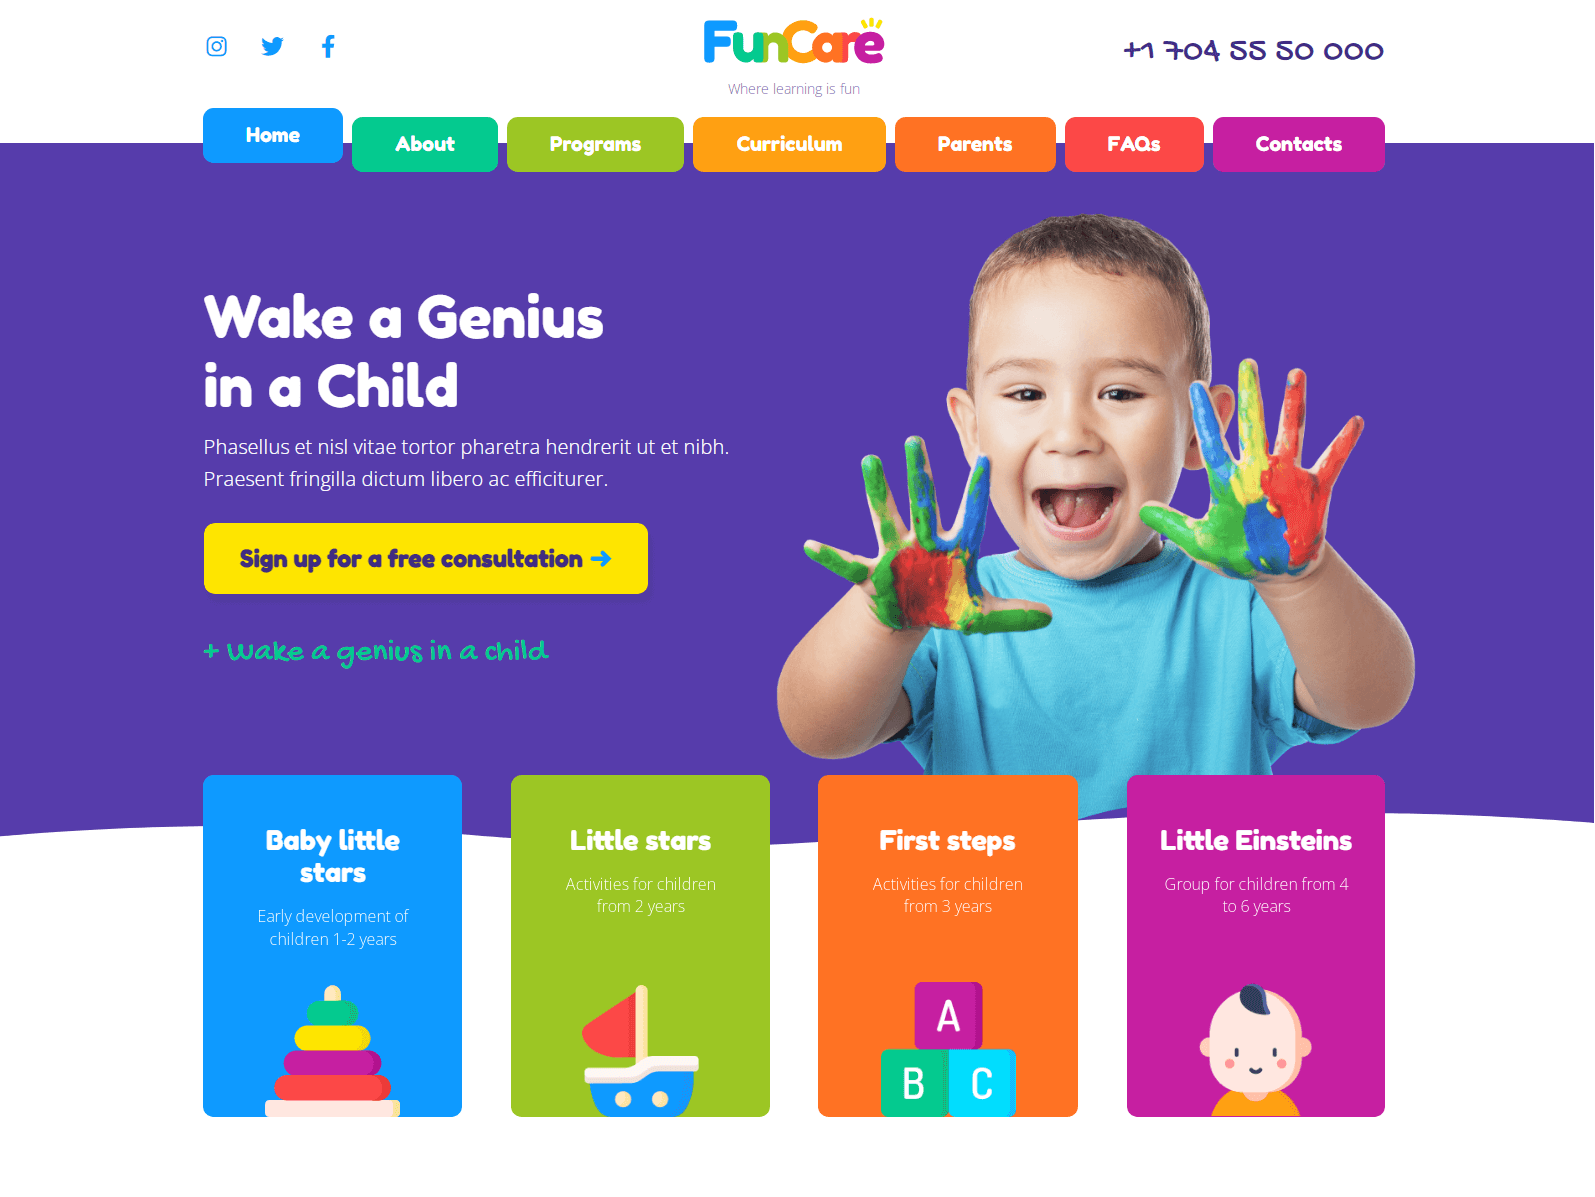 FunCare
Where learning is fun
+1 704 55 50 000
Home
About
Programs
Curriculum
Parents
FAQs
Contacts
Wake a Genius
in a Child
Phasellus et nisl vitae tortor pharetra hendrerit ut et nibh.
Praesent fringilla dictum libero ac efficiturer.
Sign up for a free consultation →
+ Wake a genius in a child
Baby little
stars
Early development of
children 1-2 years
Little stars
Activities for children
from 2 years
First steps
Activities for children
from 3 years
A
B C
Little Einsteins
Group for children from 4
to 6 years